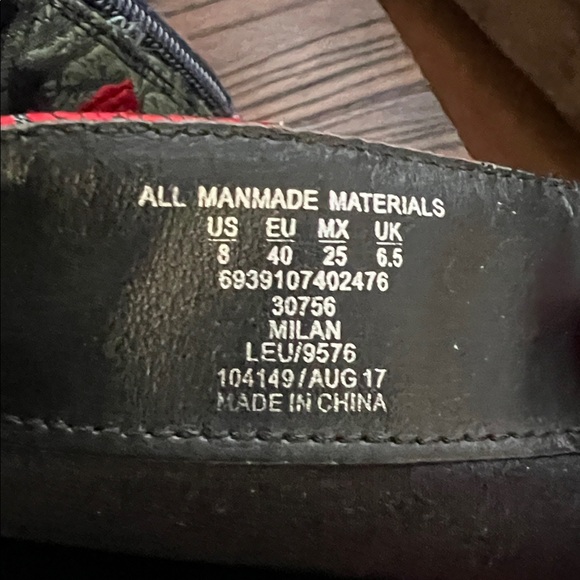 ALL MANMADE MATERIALS
US EU MX UK
8 40 25 6.5
6939107402476
30756
MILAN
LEU/9576
104149/AUG 17
MADE IN CHINA